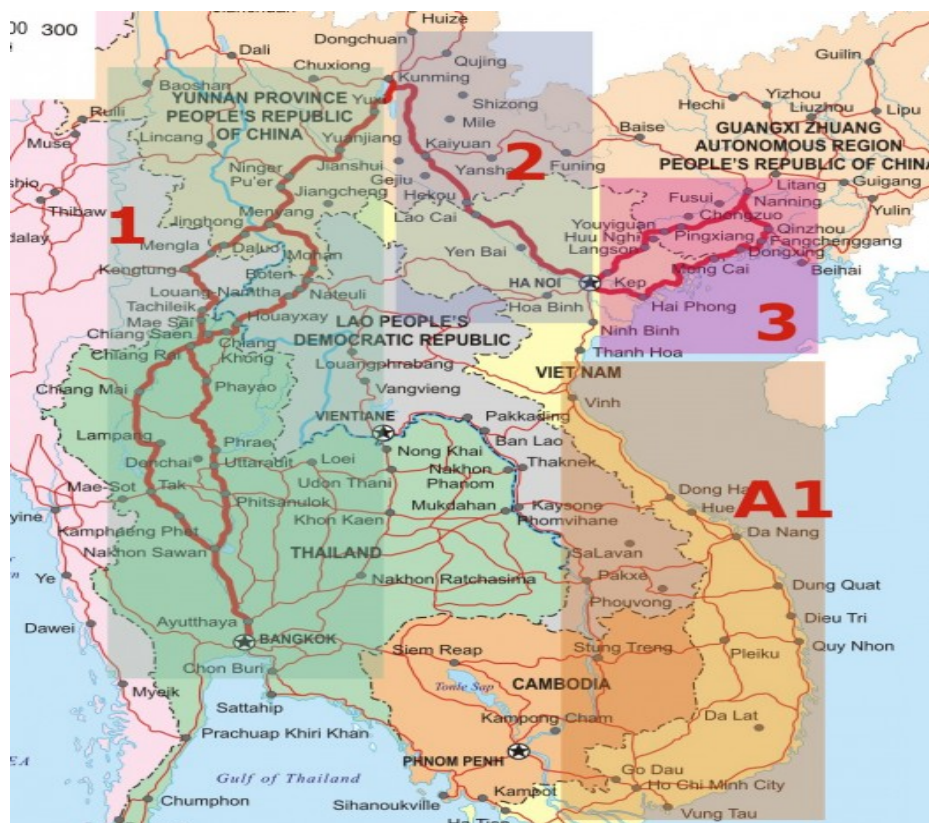 00 300
Huize
Dongchuan
Guilin
Dali
Chuxiong
Qujing
Kunming
Baoshan
Shizong
Hechi
Yizhou
Liuzhou
Lipu
YUNNAN PROVINCE
PEOPLE'S REPUBLIC
OF CHINA
Yuxi
Mile
Ruili
Muse
Lincang
Yuanjiang
Kaiyuan
Baise
GUANGXI ZHUANG
AUTONOMOUS REGION
PEOPLE'S REPUBLIC OF CHINA
2
Jianshui
Yansha
Funing
Ninger
Pu'er
Gejiu
Litang
Guigang
Thibaw
Jiangcheng
Hekou
Fusui
Nanning
Yulin
1
Menyang
Jinghong
Lao Cai
Youyiguan
Chongzuo
Qinzhou
Mengla
Daluo
Mohan
Yen Bai
Huu Nghi
Langson
Pingxiang
Fangchenggang
Dongxing
Beihai
Kengtung
Boten
HA NOI
Kep
Mong Cai
Louang-Namtha
Nateuli
Tachileik
Hoa Binh
Hai Phong
3
Mae Sai
Houayxay
LAO PEOPLE'S
DEMOCRATIC REPUBLIC
Ninh Binh
Chiang Saen
Chiang Rai
Chiang
Khong
Louangphrabang
Thanh Hoa
VIET NAM
Chiang Mai
Phayao
Vangvieng
Vinh
VIENTIANE
Pakkading
Lampang
Phrae
Nong Khai
Ban Lao
Denchai
Uttaradit
Loei
Thaknek
Mae-Sot
Tak
Udon Thani
Nakhon
Phanom
A1
Phitsanulok
Mukdahan
Kaysone
Phomvihane
Dong Ha
Hue
Kamphaeng Phet
Khon Kaen
Da Nang
Nakhon Sawan
THAILAND
SaLavan
Ye
Nakhon Ratchasima
Pakxe
Dung Quat
Phouvong
Dawei
Ayutthaya
Dieu Tri
BANGKOK
Siem Reap
Stung Treng
Pleiku
Quy Nhon
Chon Buri
Myeik
Tonle Sap
CAMBODIA
Sattahip
Kampong Cham
Da Lat
Prachuap Khiri Khan
PHNOM PENH
Go Dau
Gulf of Thailand
Kampot
Ho Chi Minh City
Chumphon
Sihanoukville
Vung Tau